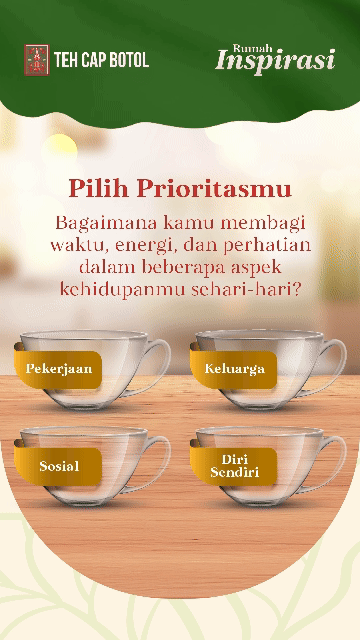 TEH CAP BOTOL
Rumah
Inspirasi
Pilih Prioritasmu
Bagaimana kamu membagi
waktu, energi, dan perhatian
dalam beberapa aspek
kehidupanmu sehari-hari?
Pekerjaan
Keluarga
Sosial
Diri
Sendiri